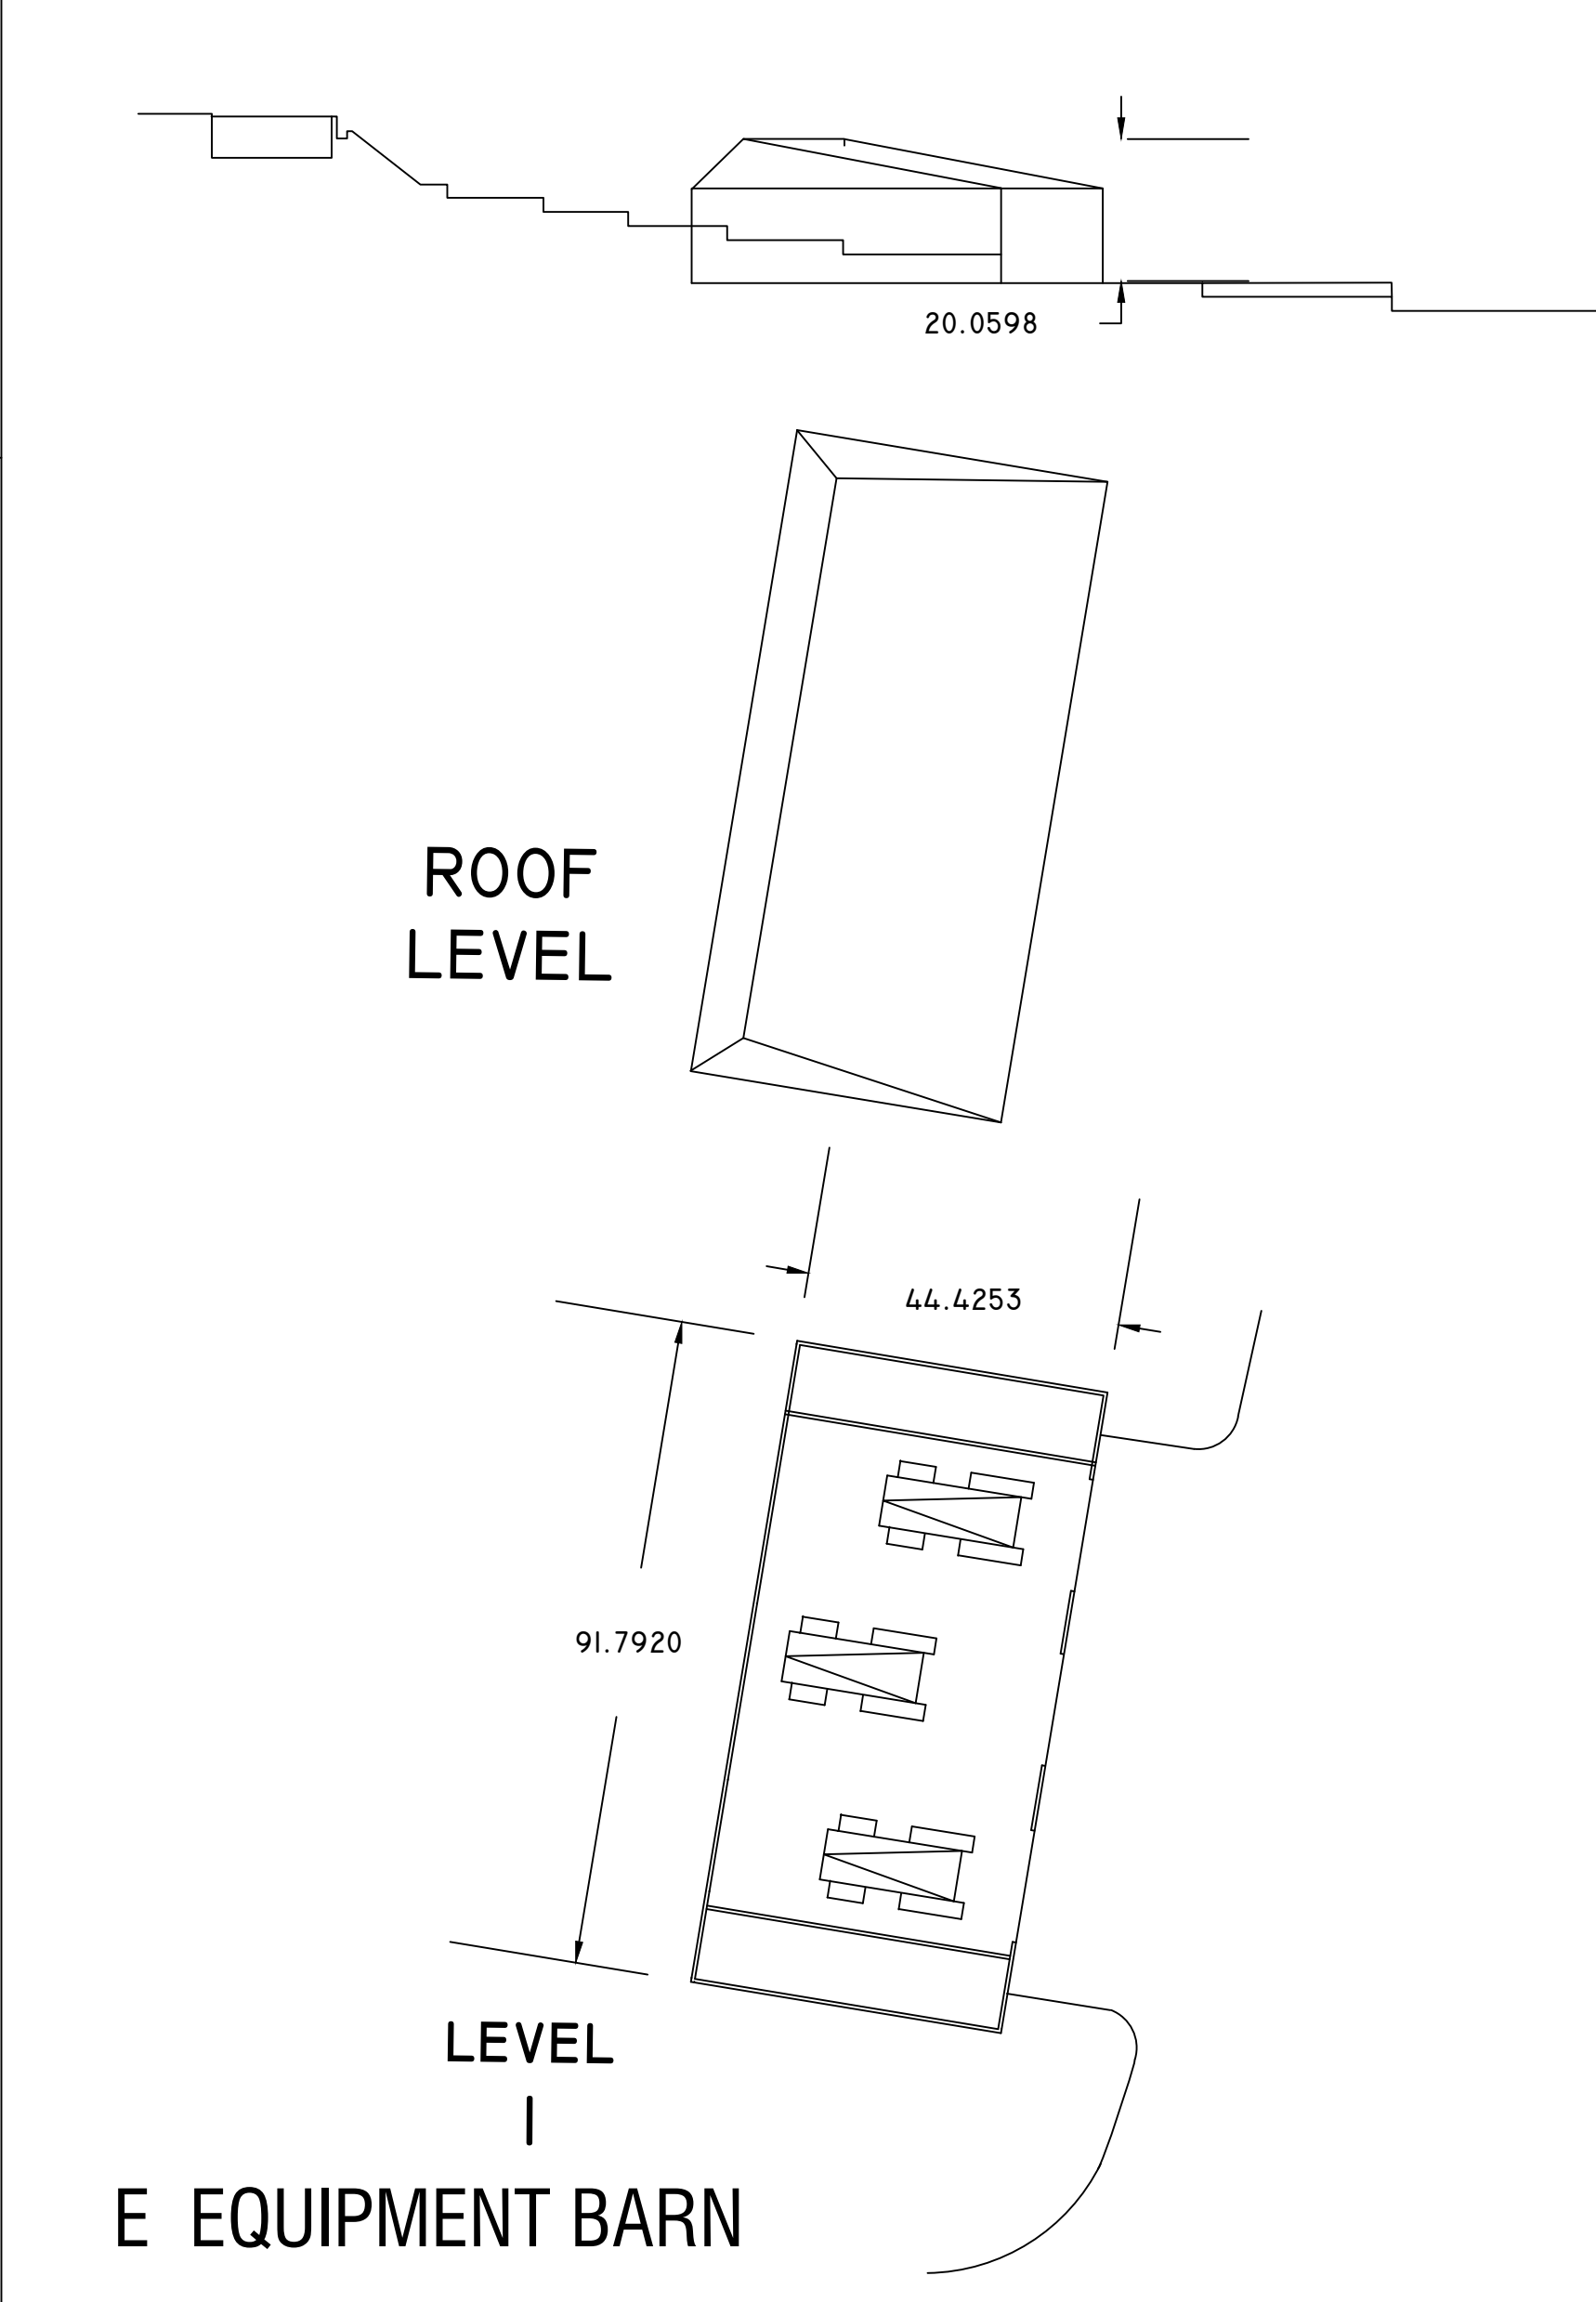 20.0598
ROOF
LEVEL
44.4253
91.7920
LEVEL
1
E EQUIPMENT BARN